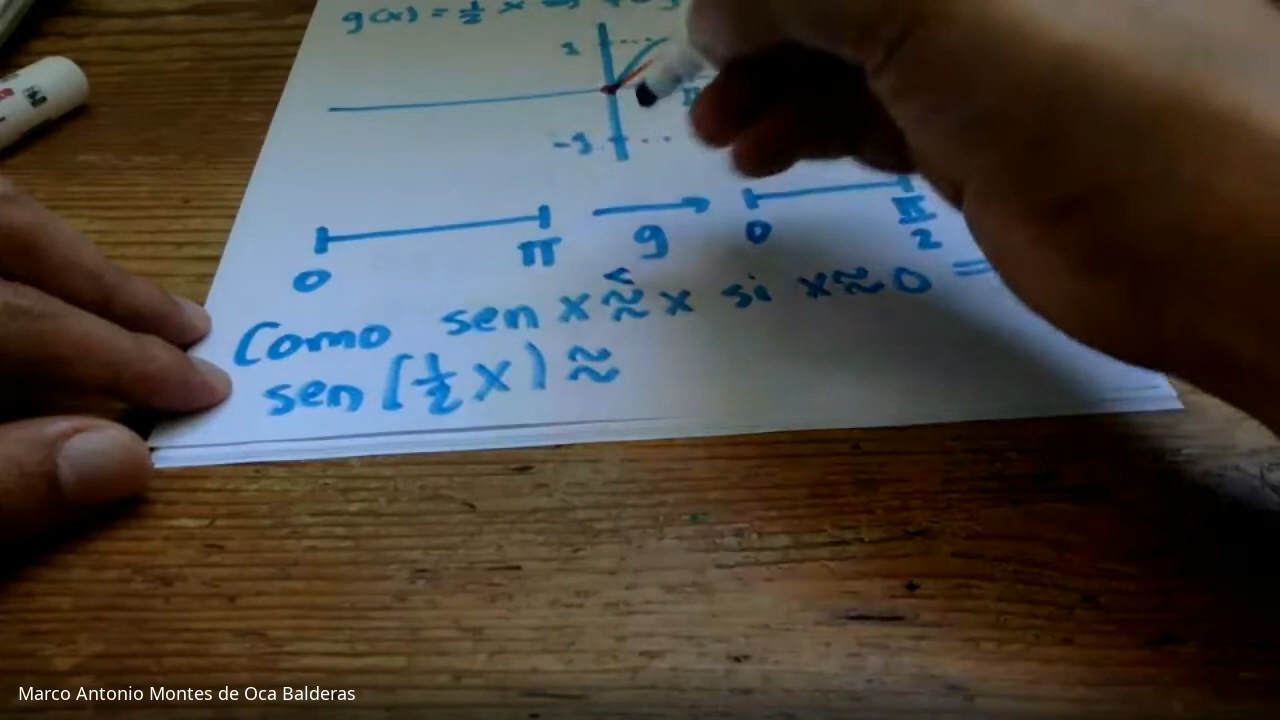 g(x) = 1/2 x
1
-1
0 π g 0 π/2
Como sen x ≈ x si x ≈ 0 =
sen (1/2 x) ≈
Marco Antonio Montes de Oca Balderas